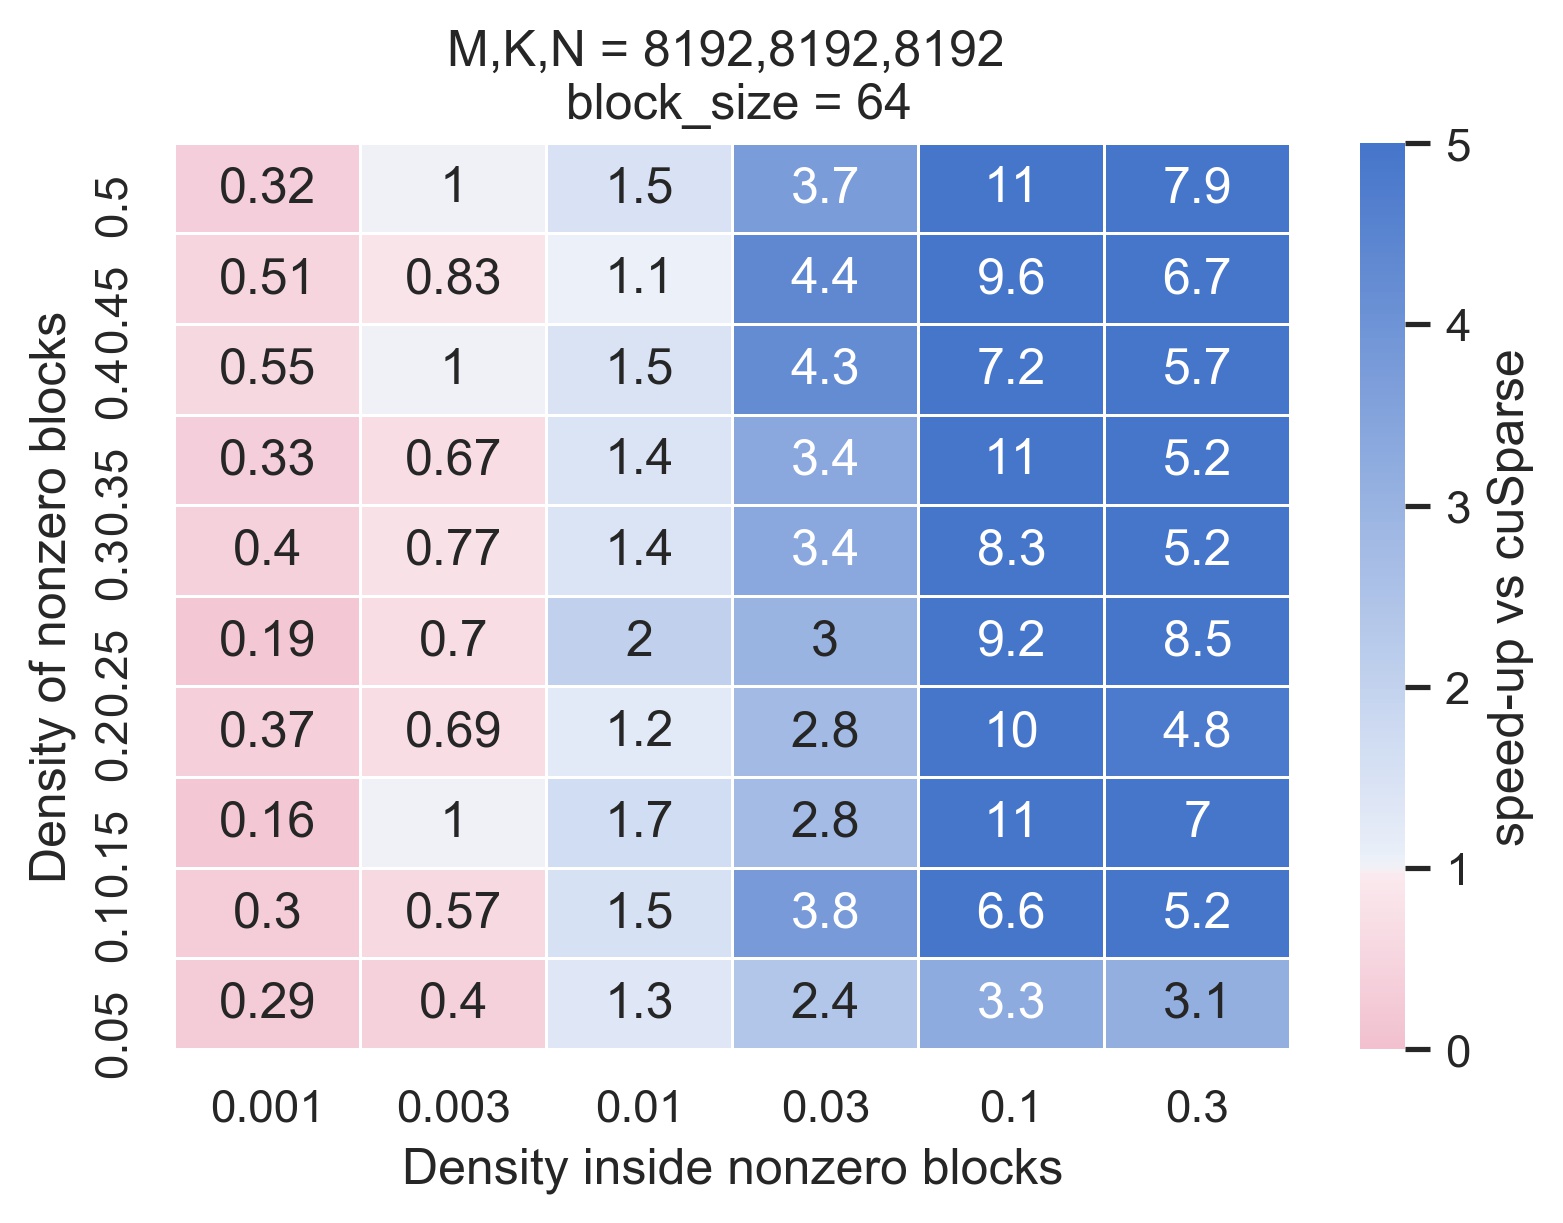 M,K,N = 8192,8192,8192
block_size = 64
Density of nonzero blocks
0.5 0.32 1 1.5 3.7 11 7.9
0.45 0.51 0.83 1.1 4.4 9.6 6.7
0.4 0.55 1 1.5 4.3 7.2 5.7
0.35 0.33 0.67 1.4 3.4 11 5.2
0.3 0.4 0.77 1.4 3.4 8.3 5.2
0.25 0.19 0.7 2 3 9.2 8.5
0.2 0.37 0.69 1.2 2.8 10 4.8
0.15 0.16 1 1.7 2.8 11 7
0.1 0.3 0.57 1.5 3.8 6.6 5.2
0.05 0.29 0.4 1.3 2.4 3.3 3.1
0.001 0.003 0.01 0.03 0.1 0.3
Density inside nonzero blocks
5
4
3
2
1
0
speed-up vs cuSparse